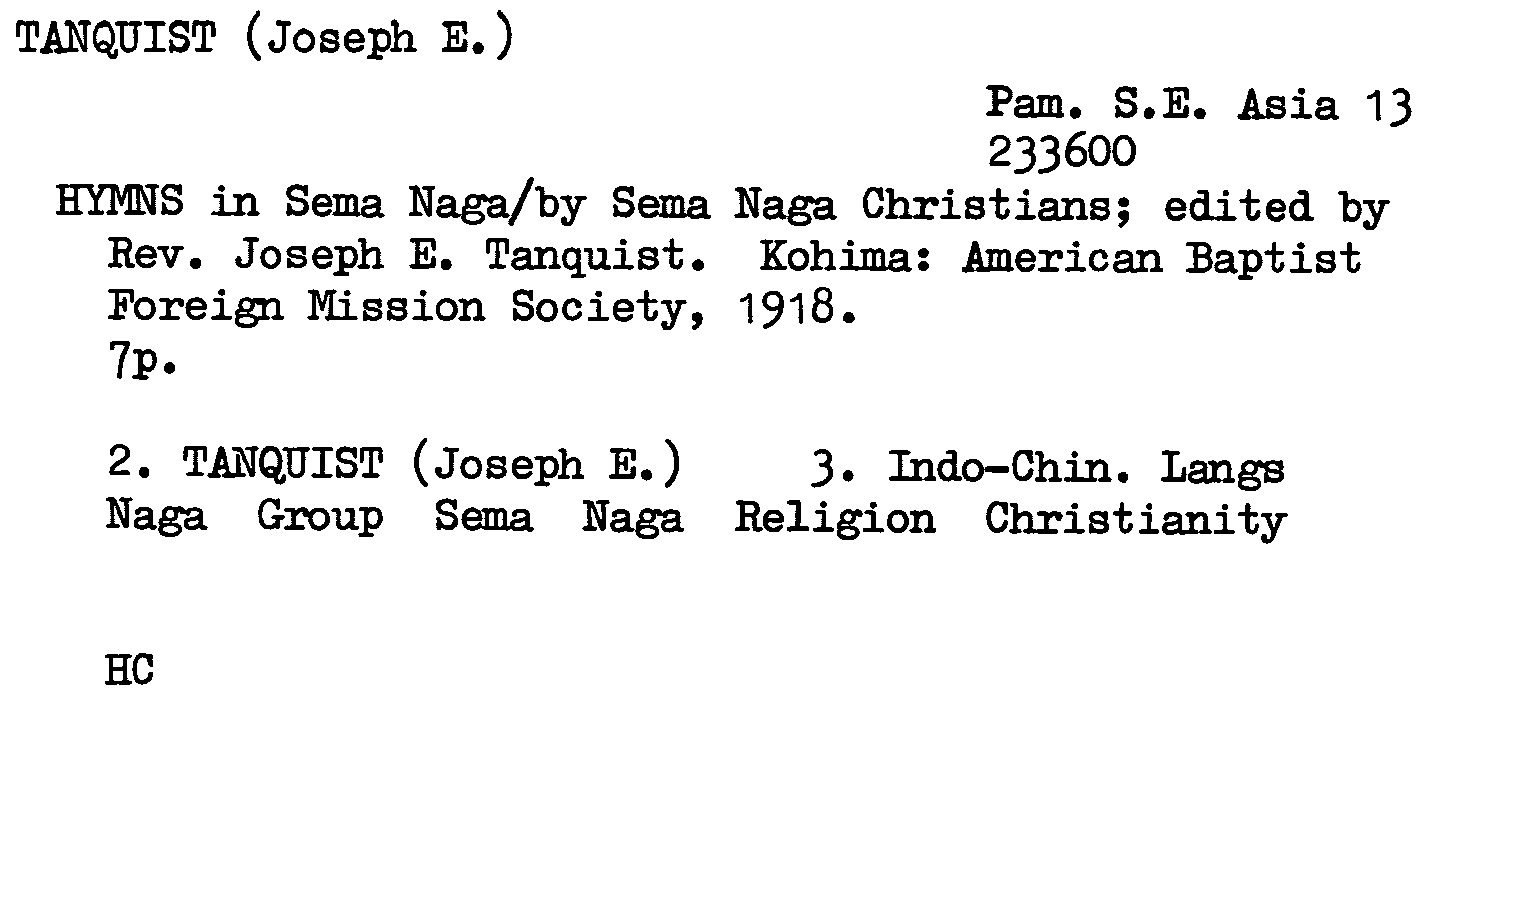 TANQUIST (Joseph E.)
Pam. S.E. Asia 13
233600
HYMNS in Sema Naga/by Sema Naga Christians; edited by
Rev. Joseph E. Tanquist. Kohima: American Baptist
Foreign Mission Society, 1918.
7p.
2. TANQUIST (Joseph E.) 3. Indo-Chin. Langs
Naga Group Sema Naga Religion Christianity
HC